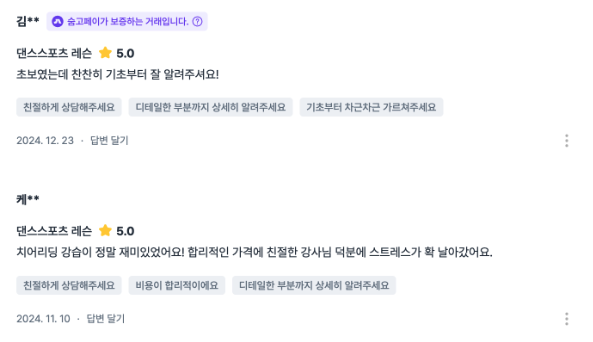 김** 숨고페이가 보증하는 거래입니다. ?
댄스스포츠 레슨 5.0
초보였는데 찬찬히 기초부터 잘 알려주셔요!
친절하게 상담해주세요 디테일한 부분까지 상세히 알려주세요 기초부터 차근차근 가르쳐주세요
2024. 12. 23 · 답변 달기
케**
댄스스포츠 레슨 5.0
치어리딩 강습이 정말 재미있었어요! 합리적인 가격에 친절한 강사님 덕분에 스트레스가 확 날아갔어요.
친절하게 상담해주세요 비용이 합리적이에요 디테일한 부분까지 상세히 알려주세요
2024. 11. 10 · 답변 달기